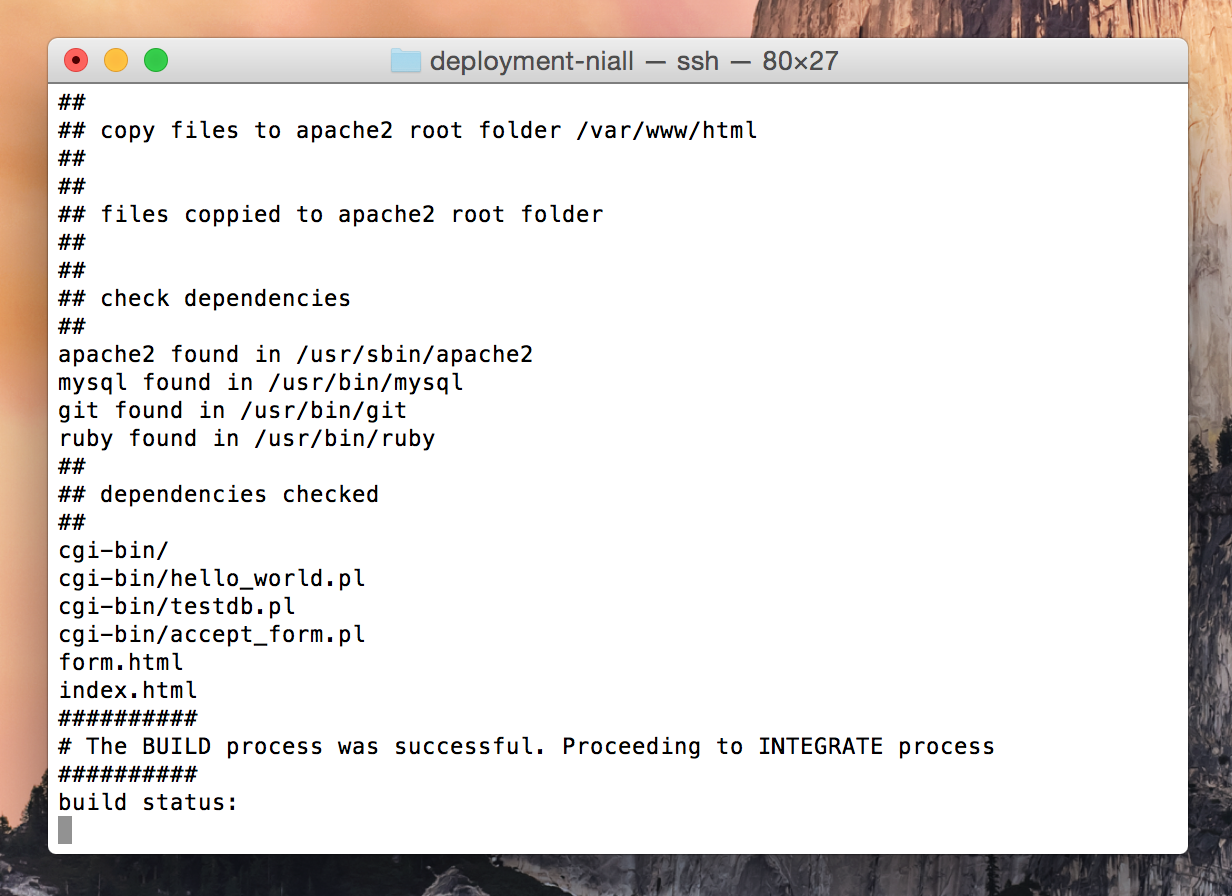 deployment-niall — ssh — 80×27
##
## copy files to apache2 root folder /var/www/html
##
##
## files coppied to apache2 root folder
##
##
## check dependencies
##
apache2 found in /usr/sbin/apache2
mysql found in /usr/bin/mysql
git found in /usr/bin/git
ruby found in /usr/bin/ruby
##
## dependencies checked
##
cgi-bin/
cgi-bin/hello_world.pl
cgi-bin/testdb.pl
cgi-bin/accept_form.pl
form.html
index.html
##########
# The BUILD process was successful. Proceeding to INTEGRATE process
##########
build status: